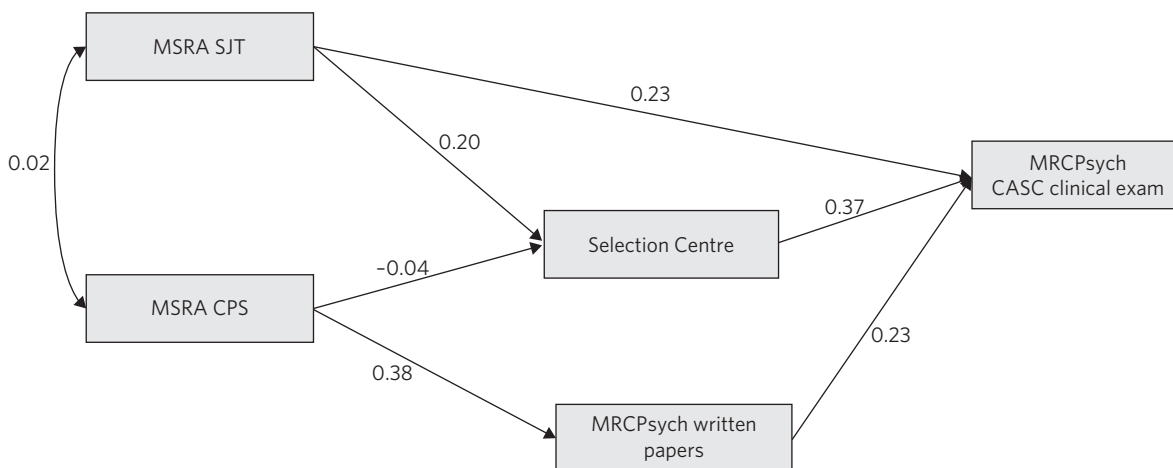 MSRA SJT
0.23
0.20
0.02
MRCPsych
CASC clinical exam
0.37
Selection Centre
–0.04
MSRA CPS
0.23
0.38
MRCPsych written
papers